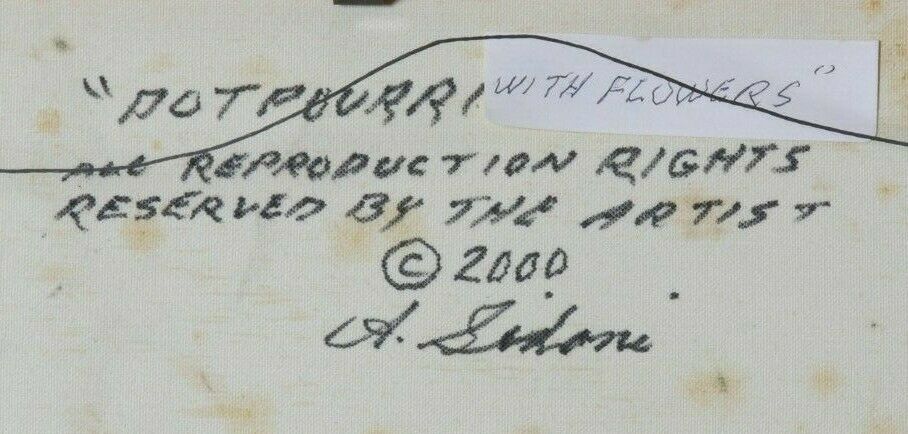 "POTPOURRI WITH FLOWERS"
ALL REPRODUCTION RIGHTS
RESERVED BY THE ARTIST
© 2000
A. Sidoni